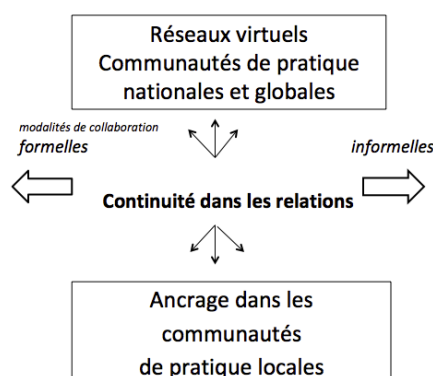 Réseaux virtuels
Communautés de pratique
nationales et globales
modalités de collaboration
formelles
informelles
Continuité dans les relations
Ancrage dans les
communautés
de pratique locales